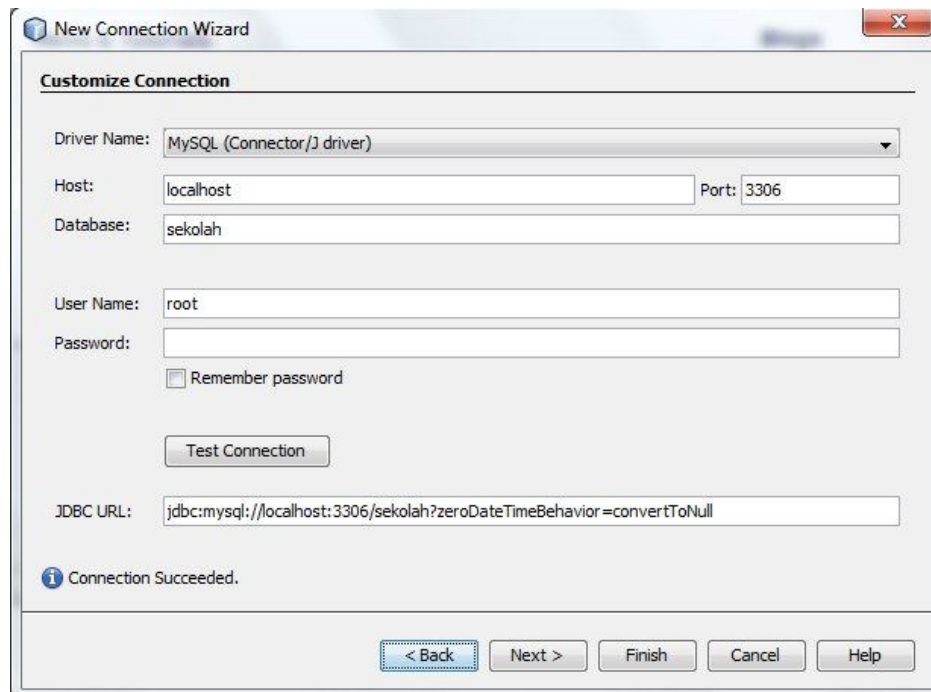 New Connection Wizard
Customize Connection
Driver Name: MySQL (Connector/J driver)
Host: localhost Port: 3306
Database: sekolah
User Name: root
Password:
Remember password
Test Connection
JDBC URL: jdbc:mysql://localhost:3306/sekolah?zeroDateTimeBehavior=convertToNull
Connection Succeeded.
< Back Next > Finish Cancel Help